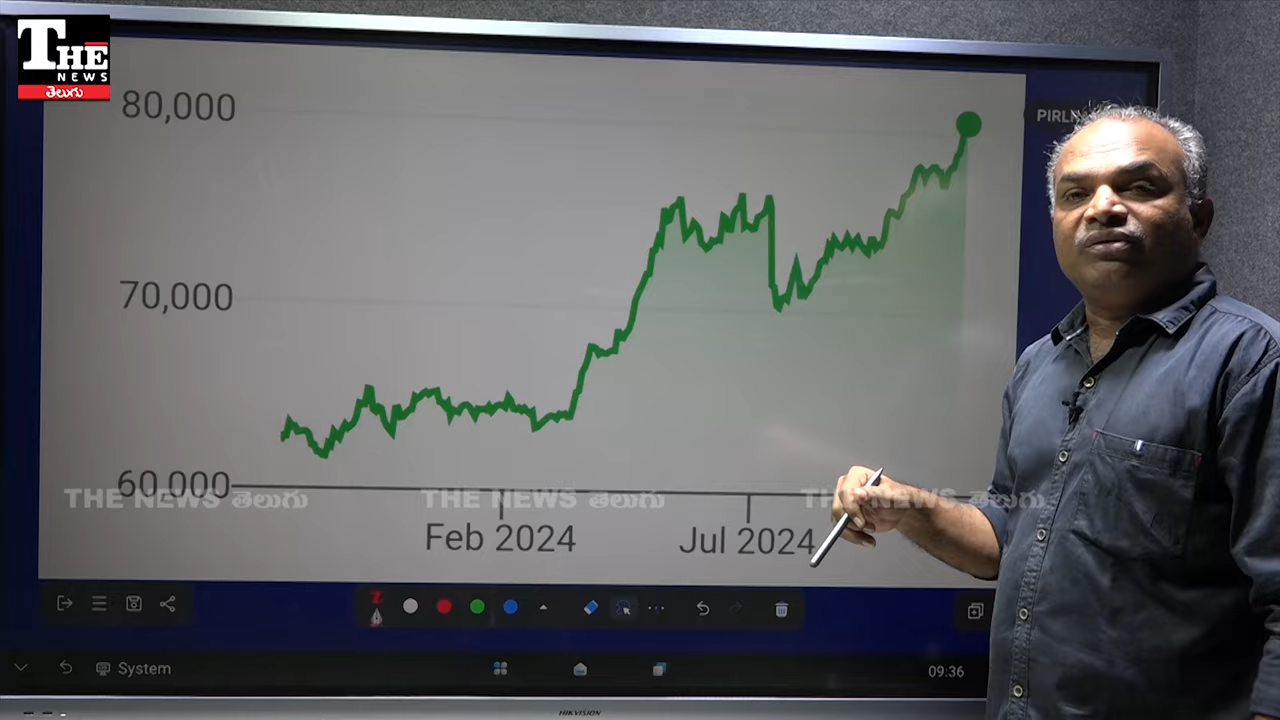 THE
NEWS
తెలుగు
80,000
PIRL
70,000
60,000
THE NEWS తెలుగు THE NEWS తెలుగు THE NEWS తెలుగు
Feb 2024 Jul 2024
System
09:36
HIKVISION